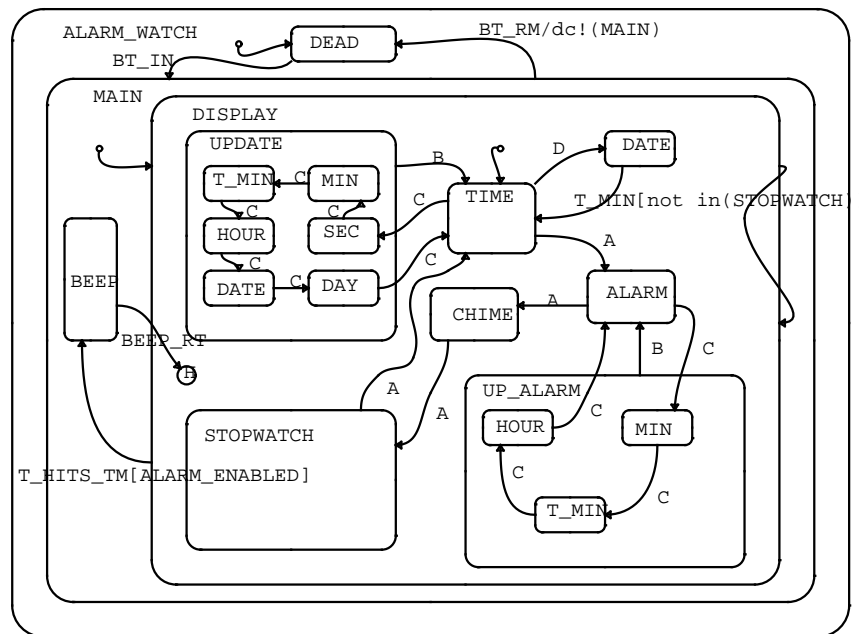 ALARM_WATCH
DEAD
BT_RM/dc!(MAIN)
BT_IN
MAIN
DISPLAY
UPDATE
B
D
DATE
T_MIN
C
MIN
TIME
T_MIN[not in(STOPWATCH)
C
C
C
HOUR
SEC
A
BEEP
C
C
C
DATE
DAY
ALARM
CHIME
A
BEEP_RT
B
C
H
A
UP_ALARM
A
C
HOUR
MIN
STOPWATCH
T_HITS_TM[ALARM_ENABLED]
C
C
T_MIN